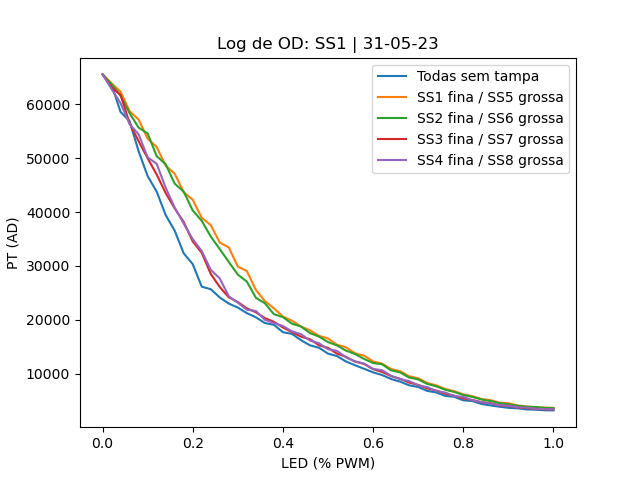 Log de OD: SS1 | 31-05-23
Todas sem tampa
SS1 fina / SS5 grossa
SS2 fina / SS6 grossa
SS3 fina / SS7 grossa
SS4 fina / SS8 grossa
PT (AD)
60000
50000
40000
30000
20000
10000
0.0 0.2 0.4 0.6 0.8 1.0
LED (% PWM)